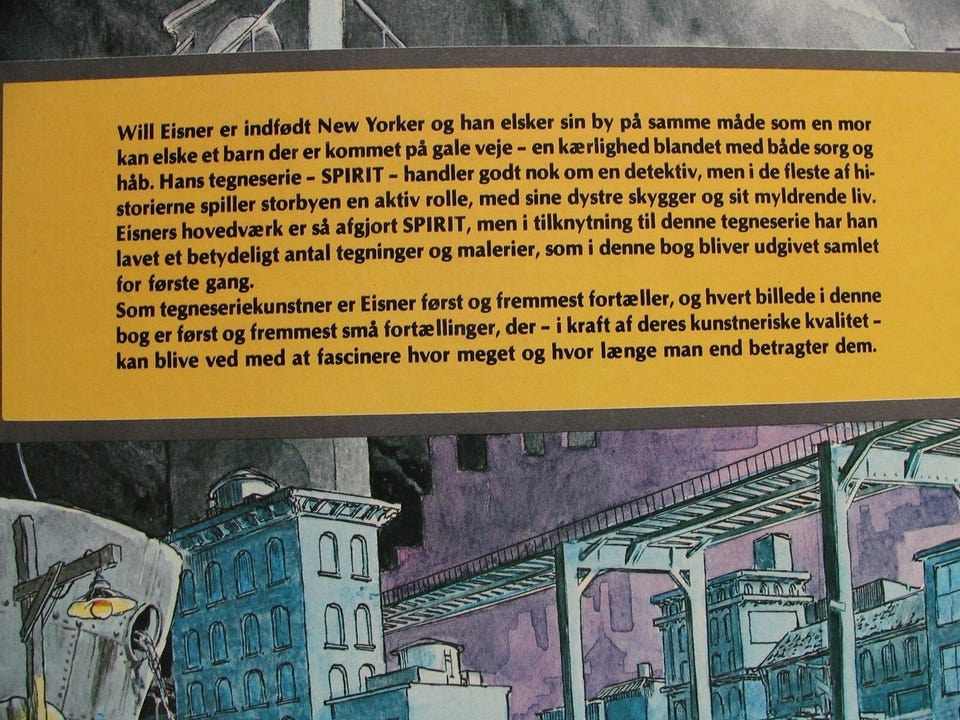 Will Eisner er indfødt New Yorker og han elsker sin by på samme måde som en mor
kan elske et barn der er kommet på gale veje – en kærlighed blandet med både sorg og
håb. Hans tegneserie – SPIRIT – handler godt nok om en detektiv, men i de fleste af hi-
storierne spiller storbyen en aktiv rolle, med sine dystre skygger og sit myldrende liv.
Eisners hovedværk er så afgjort SPIRIT, men i tilknytning til denne tegneserie har han
lavet et betydeligt antal tegninger og malerier, som i denne bog bliver udgivet samlet
for første gang.
Som tegneseriekunstner er Eisner først og fremmest fortæller, og hvert billede i denne
bog er først og fremmest små fortællinger, der – i kraft af deres kunstneriske kvalitet –
kan blive ved med at fascinere hvor meget og hvor længe man end betragter dem.